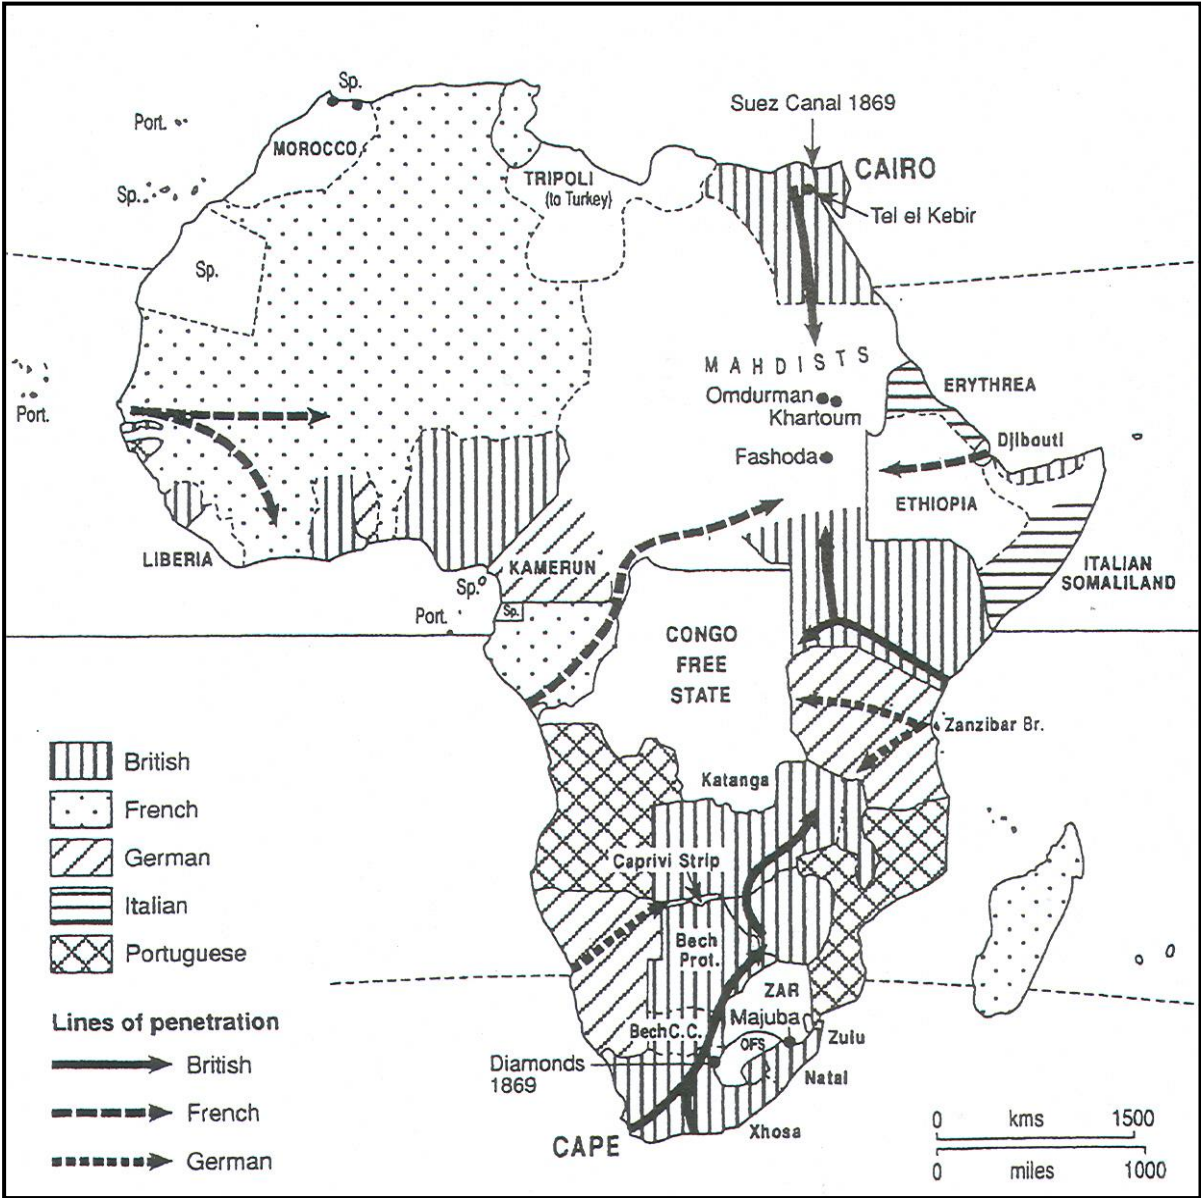 Sp.
Suez Canal 1869
Port.
MOROCCO
CAIRO
TRIPOLI
(to Turkey)
Sp.
Tel el Kebir
Sp.
MAHDISTS
ERYTHREA
Omdurman
Khartoum
Port.
Djibouti
Fashoda
ETHIOPIA
LIBERIA
KAMERUN
ITALIAN
SOMALILAND
Sp.
Sp.
Port.
CONGO
FREE
STATE
Zanzibar Br.
British
Katanga
French
German
Caprivi Strip
Italian
Bech
Prot.
Portuguese
ZAR
Lines of penetration
Majuba
Bech C.C.
Zulu
OFS
British
Diamonds
1869
Natal
French
Xhosa
CAPE
German
0 kms 1500
0 miles 1000